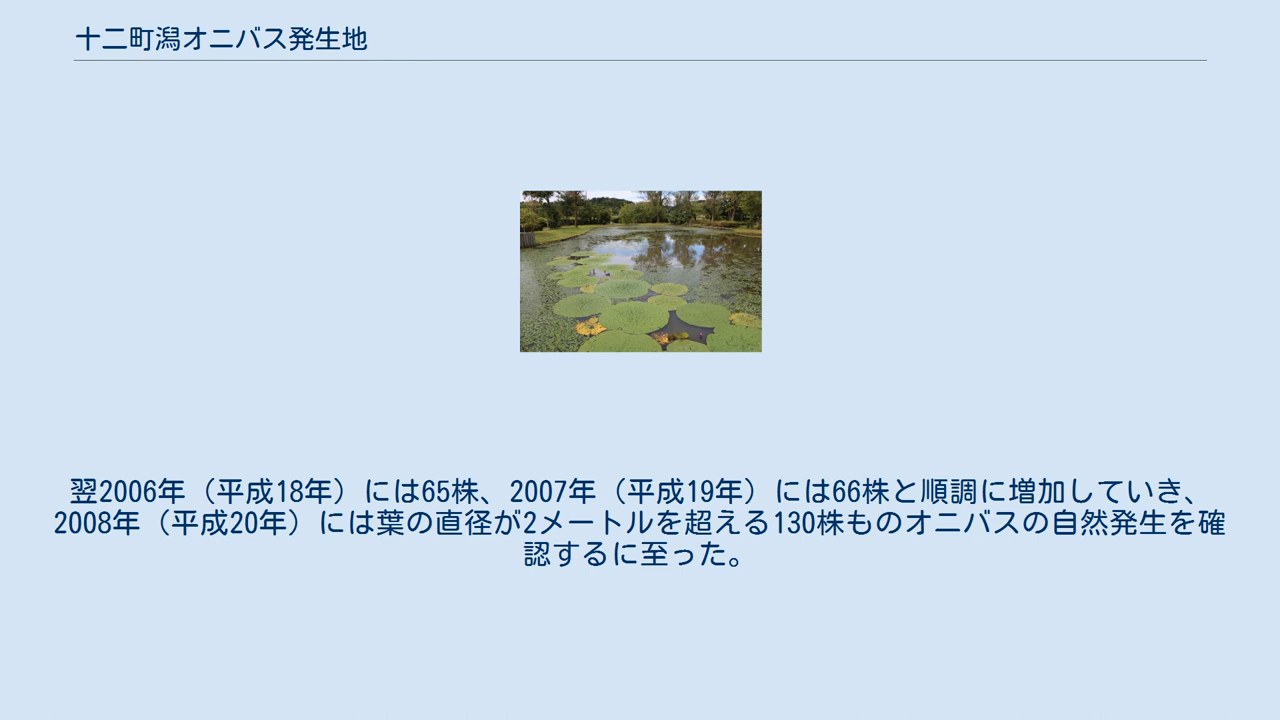 十二町潟オニバス発生地
翌2006年（平成18年）には65株、2007年（平成19年）には66株と順調に増加していき、
2008年（平成20年）には葉の直径が2メートルを超える130株ものオニバスの自然発生を確
認するに至った。